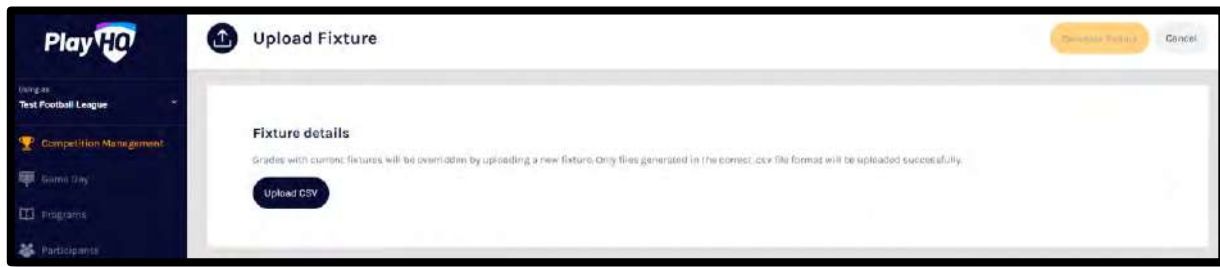 PlayHQ
Upload Fixture
Generate Fixture
Cancel
Using as
Test Football League
Competition Management
Game Day
Programs
Participants
Fixture details
Grades with current fixtures will be overridden by uploading a new fixture. Only files generated in the correct .csv file format will be uploaded successfully.
Upload CSV